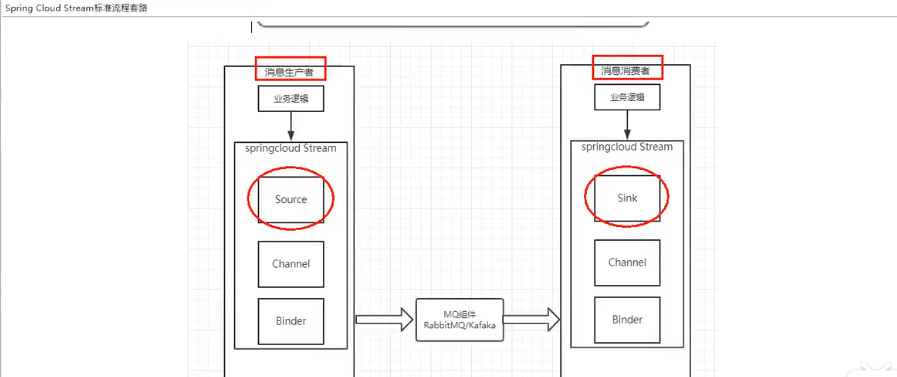 Spring Cloud Stream标准流程套路
消息生产者
业务逻辑
springcloud Stream
Source
Channel
Binder
MQ组件
RabbitMQ/Kafaka
消息消费者
业务逻辑
springcloud Stream
Sink
Channel
Binder